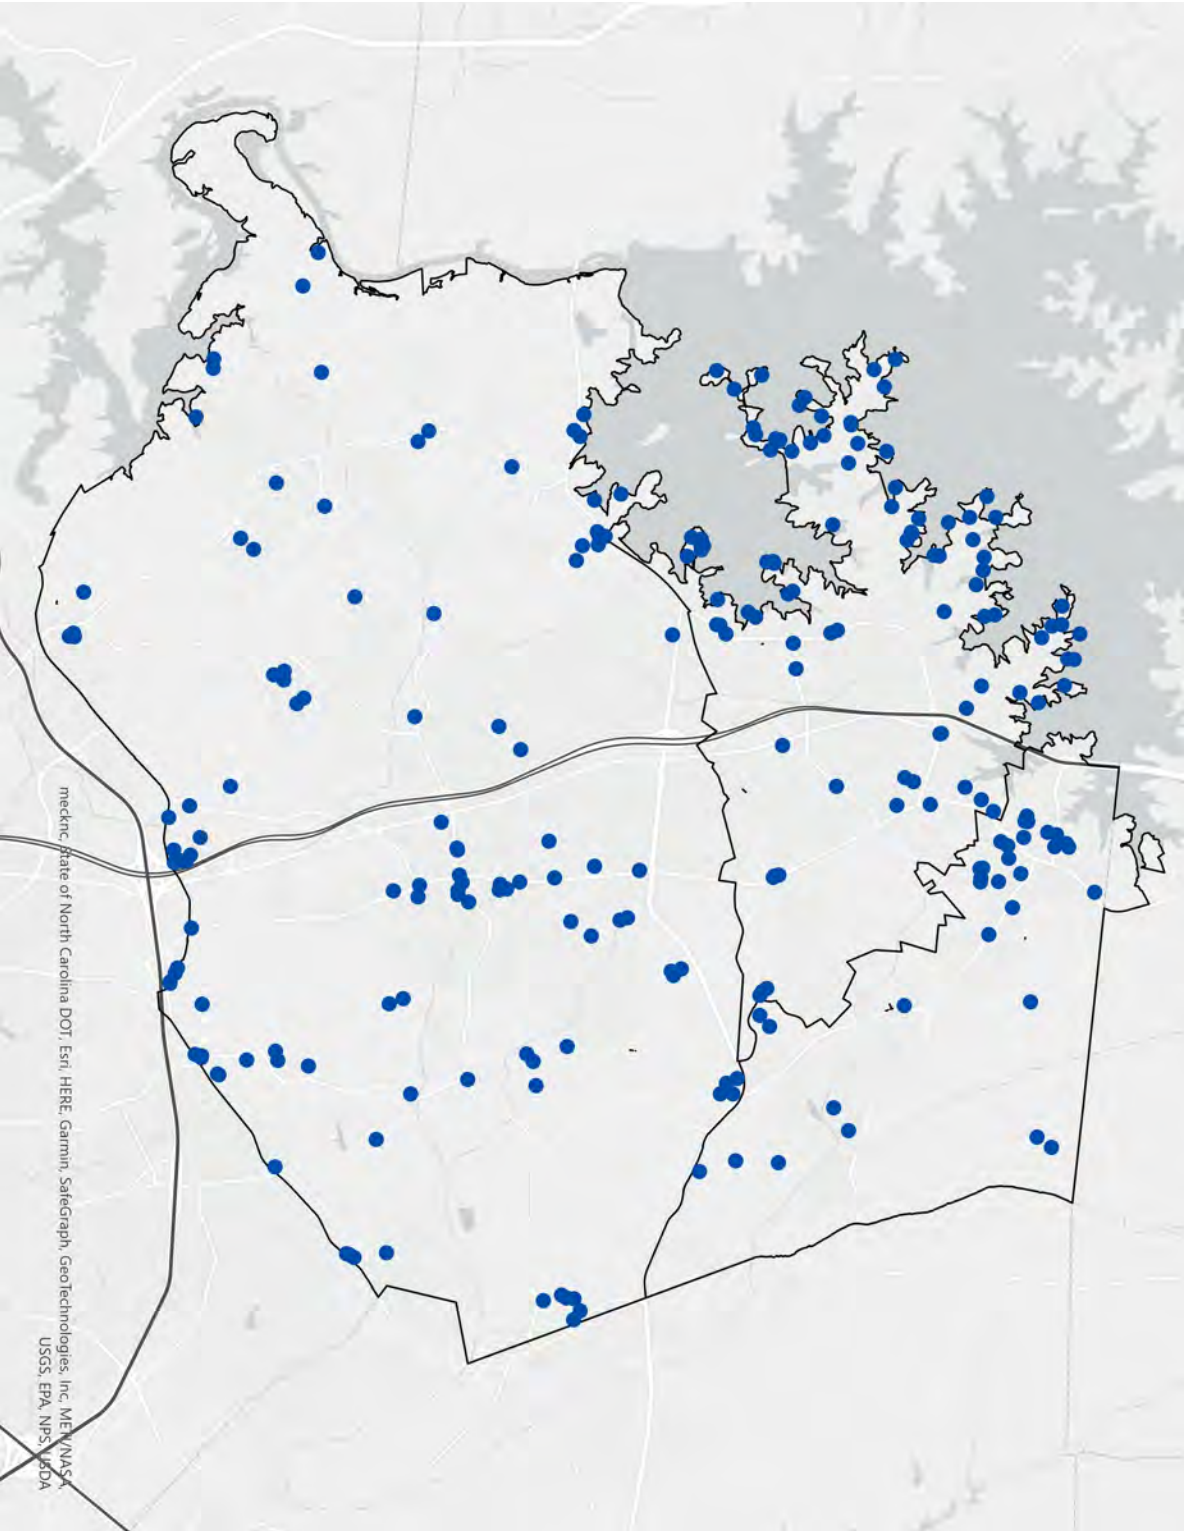 mecknc, State of North Carolina DOT, Esri, HERE, Garmin, SafeGraph, GeoTechnologies, Inc, METI/NASA,
USGS, EPA, NPS, USDA